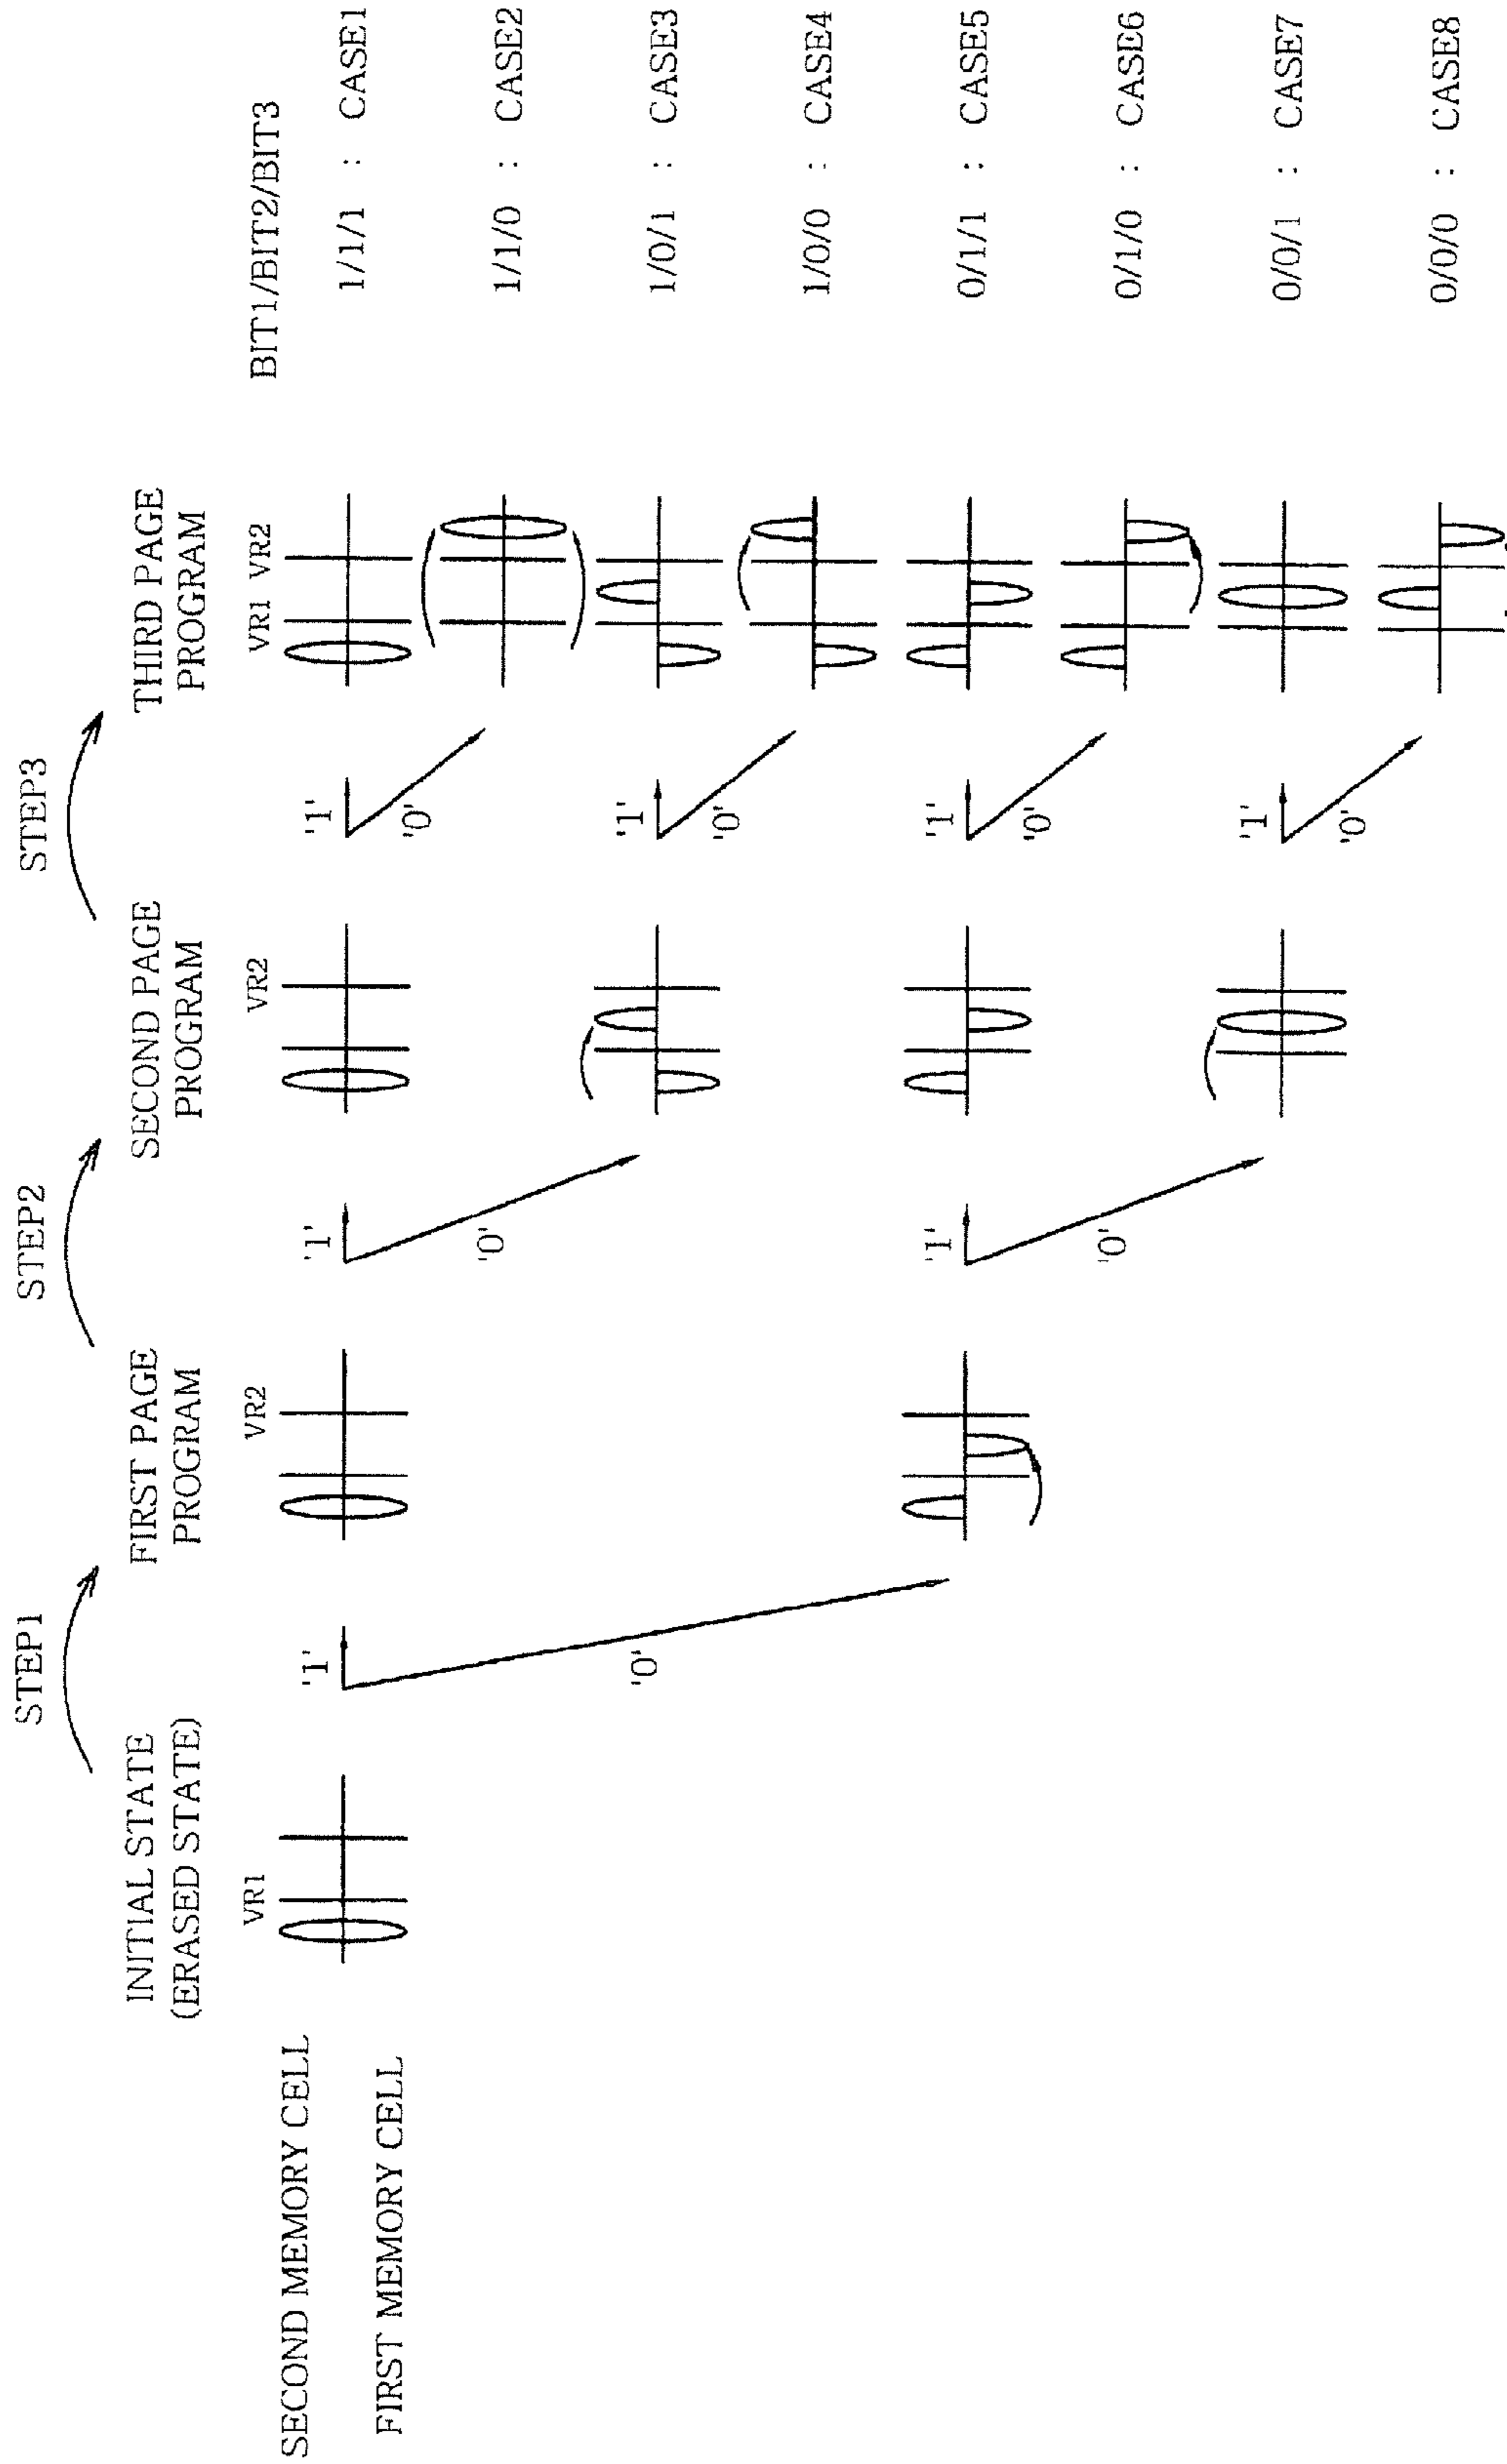 STEP1
STEP2
STEP3
INITIAL STATE
(ERASED STATE)
FIRST PAGE
PROGRAM
SECOND PAGE
PROGRAM
THIRD PAGE
PROGRAM
VR1
VR2
VR2
VR1 VR2
BIT1/BIT2/BIT3
SECOND MEMORY CELL
FIRST MEMORY CELL
'1'
'0'
'1'
'0'
'1'
'0'
'1'
'0'
'1'
'0'
'1'
'0'
'1'
'0'
1/1/1 : CASE1
1/1/0 : CASE2
1/0/1 : CASE3
1/0/0 : CASE4
0/1/1 : CASE5
0/1/0 : CASE6
0/0/1 : CASE7
0/0/0 : CASE8